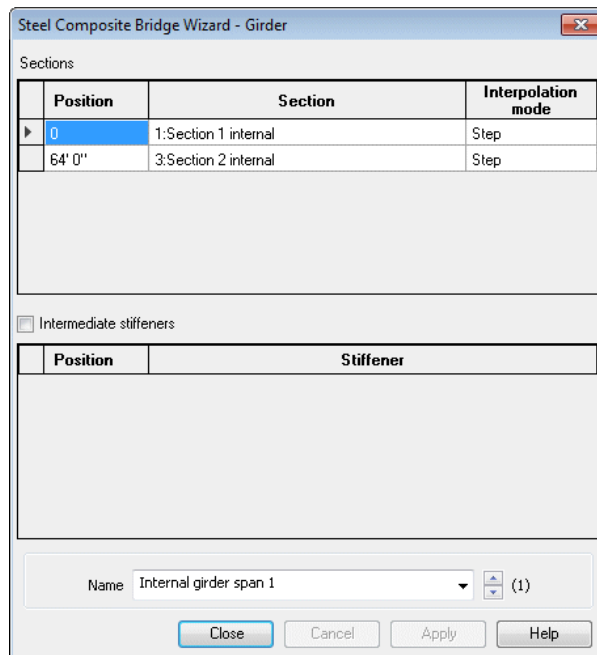 Steel Composite Bridge Wizard - Girder
Sections
Position Section Interpolation mode
0 1:Section 1 internal Step
64' 0'' 3:Section 2 internal Step
Intermediate stiffeners
Position Stiffener
Name Internal girder span 1 (1)
Close Cancel Apply Help